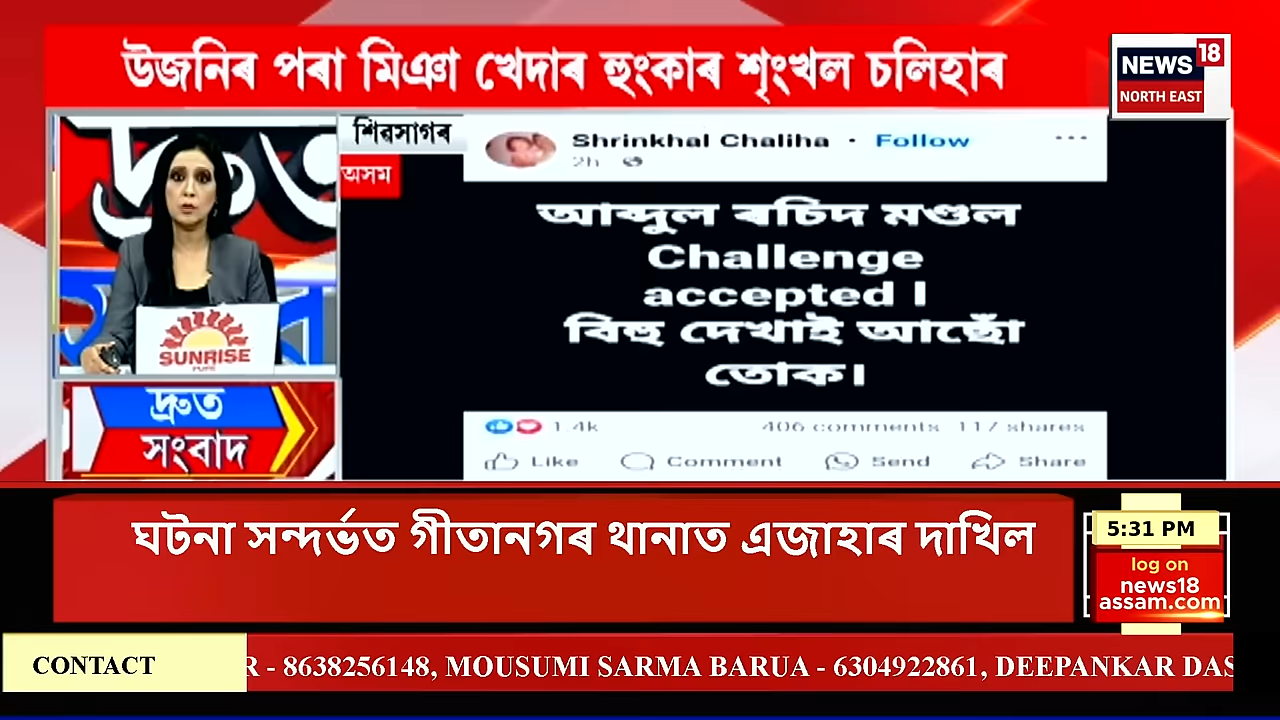 উজনিৰ পৰা মিঞা খেদাৰ হুংকাৰ শৃংখল চলিহাৰ
NEWS 18
NORTH EAST
শিৱসাগৰ
অসম
Shrinkhal Chaliha · Follow
2h
আব্দুল ৰচিদ মণ্ডল
Challenge
accepted।
বিহু দেখাই আছোঁ
তোক।
1.4k 406 comments 117 shares
Like Comment Send Share
SUNRISE
PURE
দ্ৰুত
সংবাদ
ঘটনা সন্দৰ্ভত গীতানগৰ থানাত এজাহাৰ দাখিল
5:31 PM
log on
news18
assam.com
CONTACT R - 8638256148, MOUSUMI SARMA BARUA - 6304922861, DEEPANKAR DAS